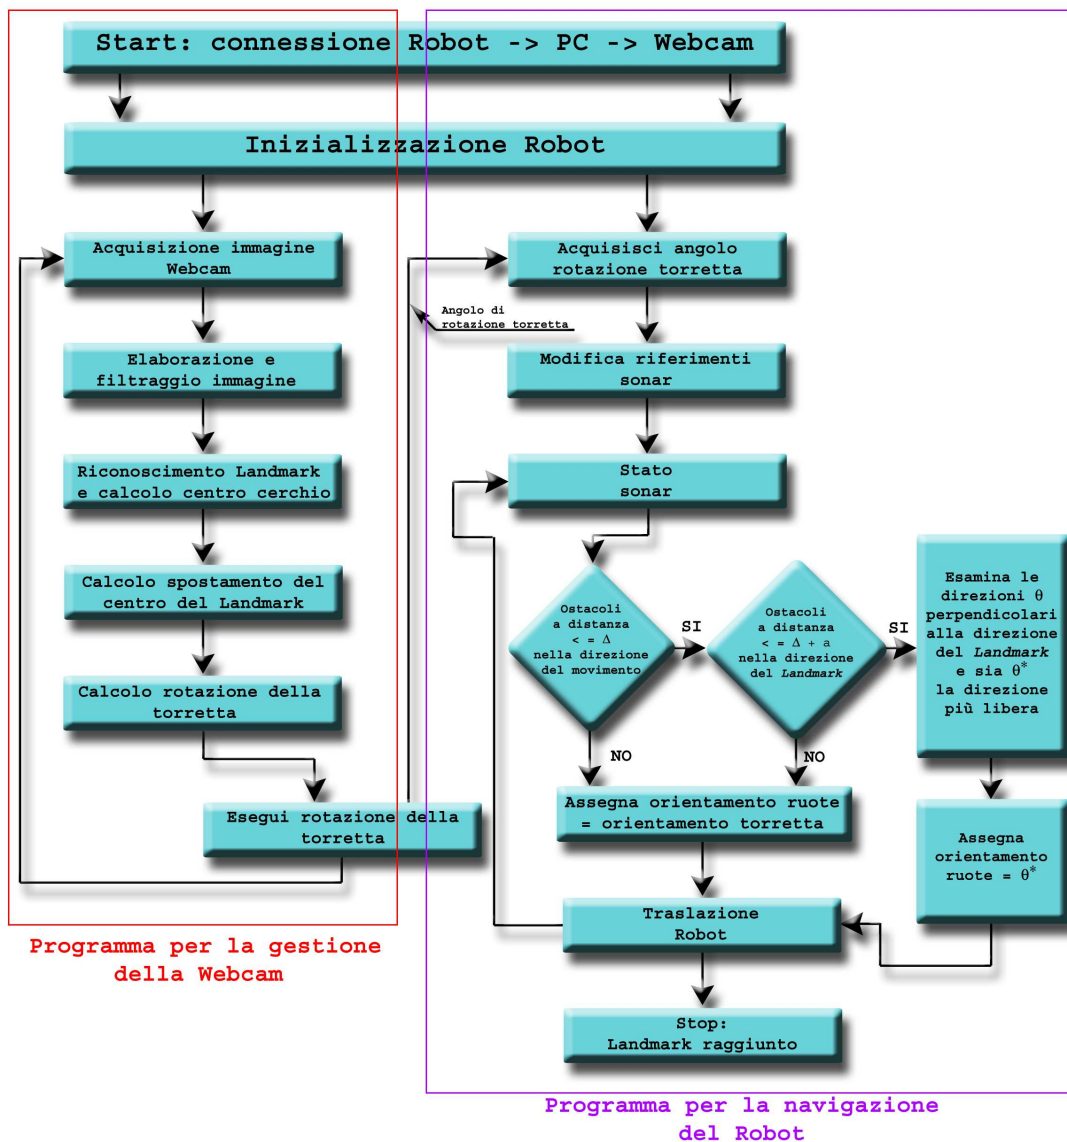 Start: connessione Robot -> PC -> Webcam
Inizializzazione Robot
Acquisizione immagine
Webcam
Elaborazione e
filtraggio immagine
Riconoscimento Landmark
e calcolo centro cerchio
Calcolo spostamento del
centro del Landmark
Calcolo rotazione della
torretta
Esegui rotazione della
torretta
Programma per la gestione
della Webcam
Acquisisci angolo
rotazione torretta
Angolo di
rotazione torretta
Modifica riferimenti
sonar
Stato
sonar
Ostacoli
a distanza
< = Δ
nella direzione
del movimento
SI
NO
Ostacoli
a distanza
< = Δ + a
nella direzione
del Landmark
SI
NO
Esamina le
direzioni θ
perpendicolari
alla direzione
del Landmark
e sia θ*
la direzione
più libera
Assegna orientamento ruote
= orientamento torretta
Assegna
orientamento
ruote = θ*
Traslazione
Robot
Stop:
Landmark raggiunto
Programma per la navigazione
del Robot